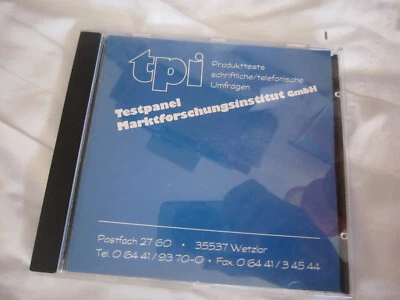 tpi
Produkttests
schriftliche/telefonische
Umfragen
Testpanel
Marktforschungsinstitut GmbH
Postfach 27 60 • 35537 Wetzlar
Tel. 0 64 41/93 70-0 • Fax. 0 64 41/3 45 44